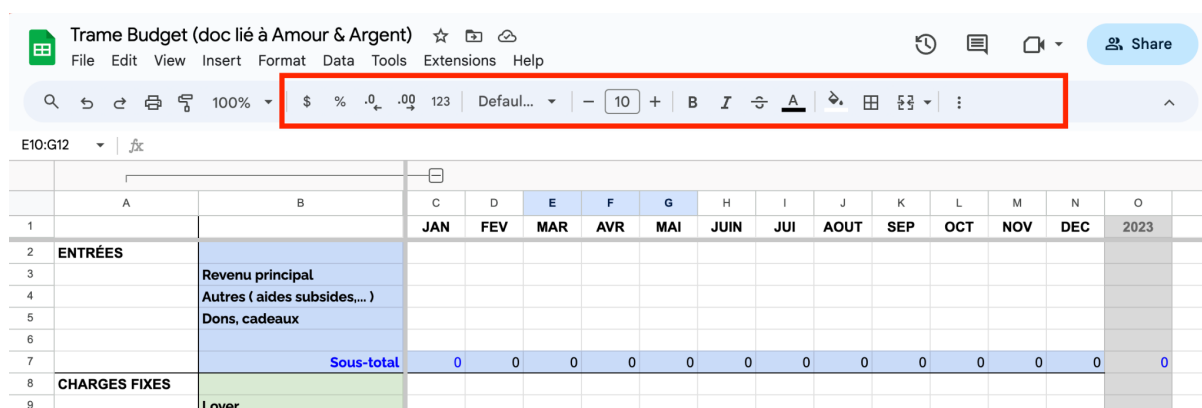 Trame Budget (doc lié à Amour & Argent)
File Edit View Insert Format Data Tools Extensions Help
Share
100% $ % .0 .00 123 Defaul... − 10 + B I A
E10:G12 fx
A B C D E F G H I J K L M N O
1 JAN FEV MAR AVR MAI JUIN JUI AOUT SEP OCT NOV DEC 2023
2 ENTRÉES
3 Revenu principal
4 Autres ( aides subsides,... )
5 Dons, cadeaux
6
7 Sous-total 0 0 0 0 0 0 0 0 0 0 0 0 0
8 CHARGES FIXES
9 Loyer